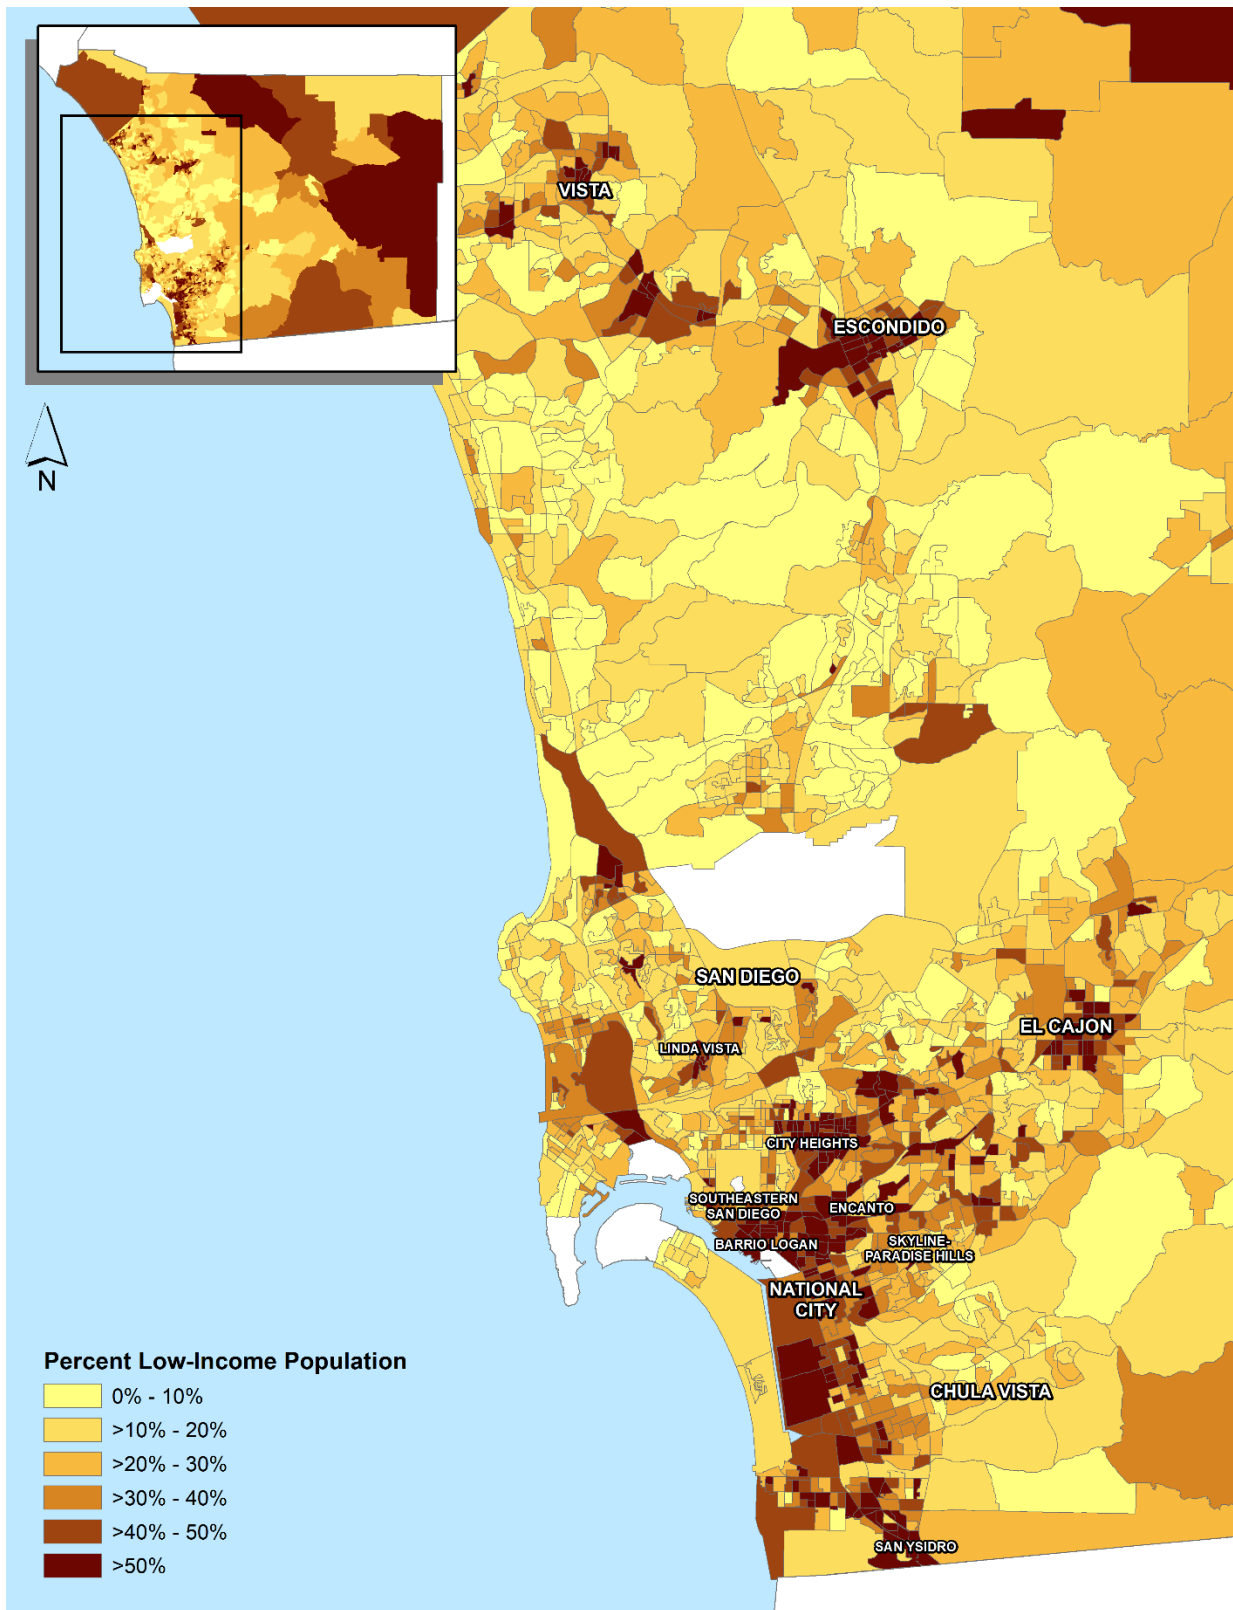 VISTA
ESCONDIDO
N
SAN DIEGO
EL CAJON
LINDA VISTA
CITY HEIGHTS
SOUTHEASTERN
SAN DIEGO
ENCANTO
BARRIO LOGAN
SKYLINE-
PARADISE HILLS
NATIONAL
CITY
CHULA VISTA
SAN YSIDRO
Percent Low-Income Population
0% - 10%
>10% - 20%
>20% - 30%
>30% - 40%
>40% - 50%
>50%